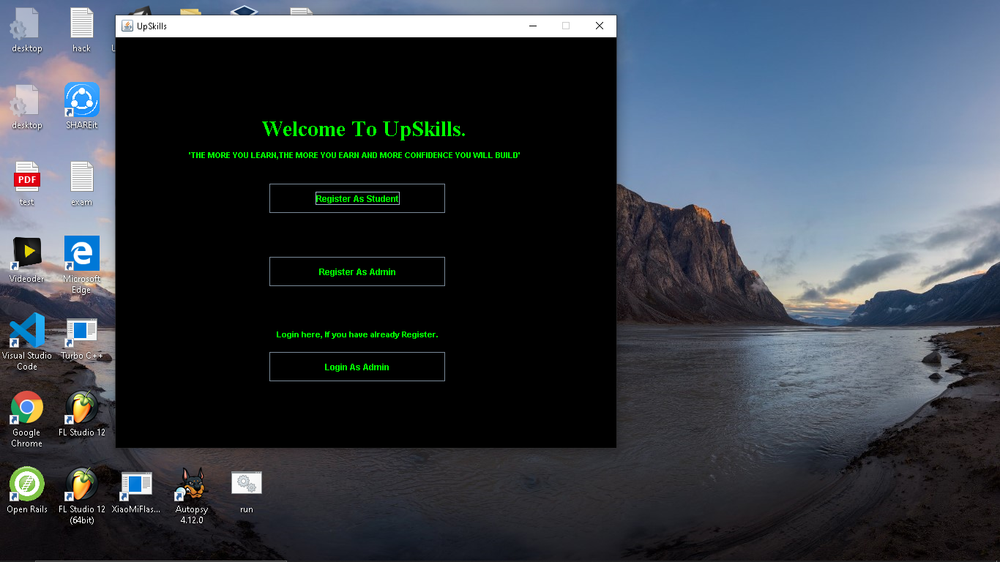 UpSkills
Welcome To UpSkills.
'THE MORE YOU LEARN,THE MORE YOU EARN AND MORE CONFIDENCE YOU WILL BUILD'
Register As Student
Register As Admin
Login here, If you have already Register.
Login As Admin
desktop
hack
U
desktop
SHAREit
PDF
test
exam
Videoder
Microsoft
Edge
Visual Studio
Code
Turbo C++
Google
Chrome
FL Studio 12
Open Rails
FL Studio 12
(64bit)
XiaoMiFlas...
Autopsy
4.12.0
run